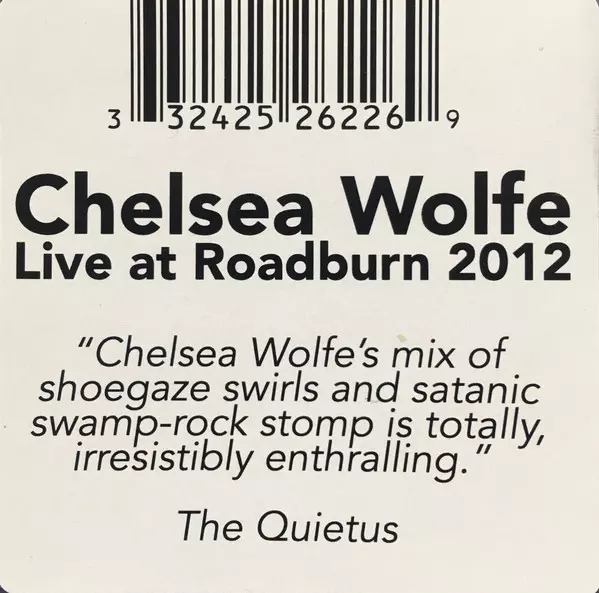 3 32425 26226 9
Chelsea Wolfe
Live at Roadburn 2012
“Chelsea Wolfe’s mix of
shoegaze swirls and satanic
swamp-rock stomp is totally,
irresistibly enthralling.”
The Quietus